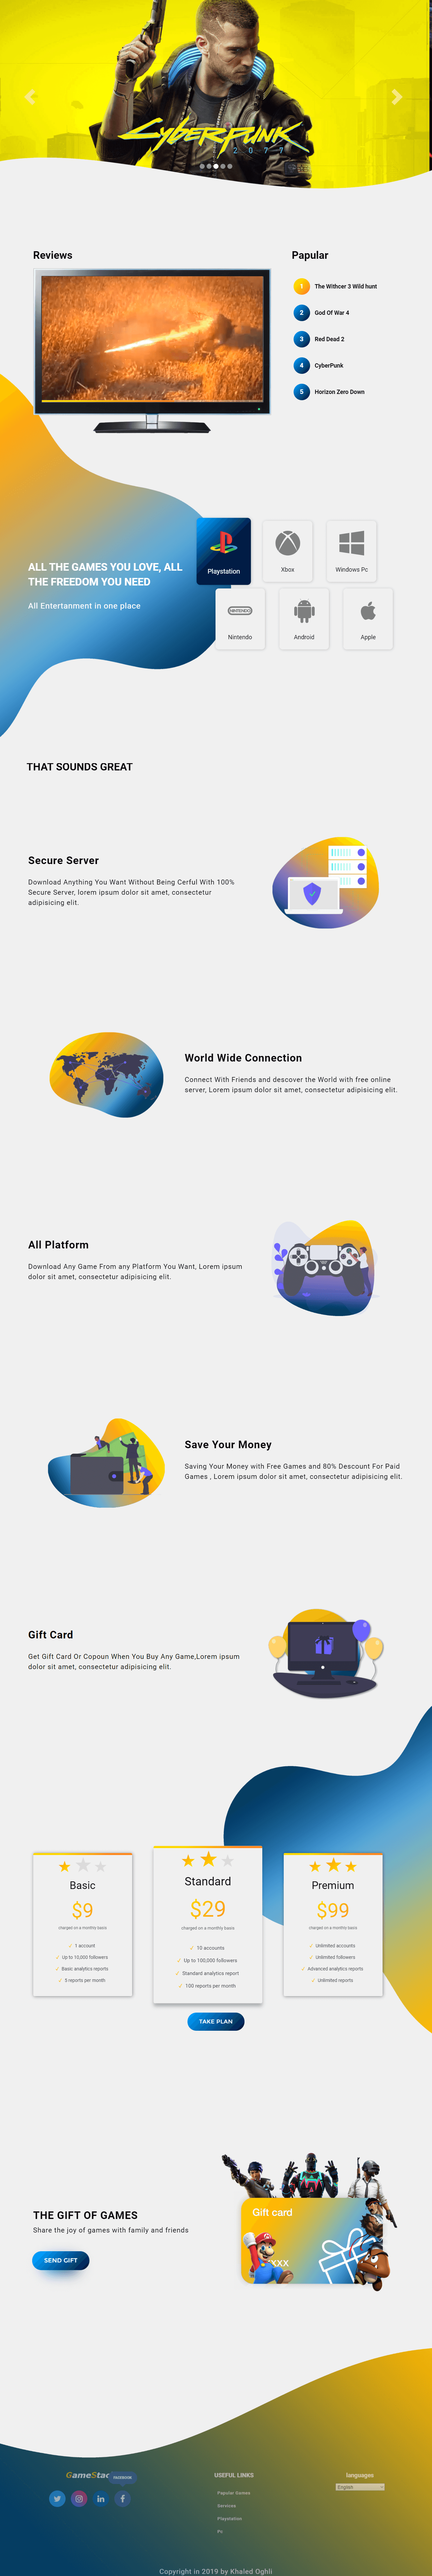 CYBERPUNK
2077
Reviews
Papular
1 The Withcer 3 Wild hunt
2 God Of War 4
3 Red Dead 2
4 CyberPunk
5 Horizon Zero Down
ALL THE GAMES YOU LOVE, ALL
THE FREEDOM YOU NEED
All Entertanment in one place
Playstation
Xbox
Windows Pc
NINTENDO
Nintendo
Android
Apple
THAT SOUNDS GREAT
Secure Server
Download Anything You Want Without Being Cerful With 100%
Secure Server, lorem ipsum dolor sit amet, consectetur
adipisicing elit.
World Wide Connection
Connect With Friends and descover the World with free online
server, Lorem ipsum dolor sit amet, consectetur adipisicing elit.
All Platform
Download Any Game From any Platform You Want, Lorem ipsum
dolor sit amet, consectetur adipisicing elit.
Save Your Money
Saving Your Money with Free Games and 80% Descount For Paid
Games , Lorem ipsum dolor sit amet, consectetur adipisicing elit.
Gift Card
Get Gift Card Or Copoun When You Buy Any Game,Lorem ipsum
dolor sit amet, consectetur adipisicing elit.
Basic
$9
charged on a monthly basis
✓ 1 account
✓ Up to 10,000 followers
✓ Basic analytics reports
✓ 5 reports per month
Standard
$29
charged on a monthly basis
✓ 10 accounts
✓ Up to 100,000 followers
✓ Standard analytics report
✓ 100 reports per month
Premium
$99
charged on a monthly basis
✓ Unlimited accounts
✓ Unlimited followers
✓ Advanced analytics reports
✓ Unlimited reports
TAKE PLAN
THE GIFT OF GAMES
Share the joy of games with family and friends
SEND GIFT
Gift card
XXX
GameStac
FACEBOOK
USEFUL LINKS
Papular Games
Services
Playstation
Pc
languages
English
Copyright in 2019 by Khaled Oghli